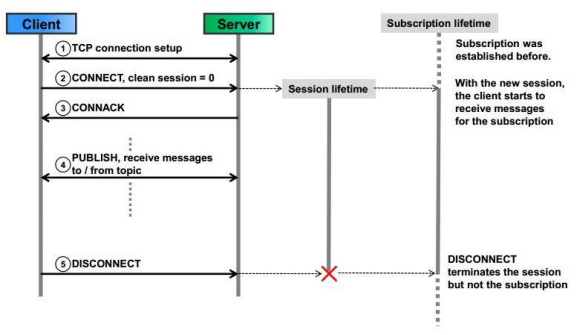 Client
Server
Subscription lifetime
1 TCP connection setup
Subscription was
established before.
2 CONNECT, clean session = 0
Session lifetime
With the new session,
the client starts to
receive messages
for the subscription
3 CONNACK
4 PUBLISH, receive messages
to / from topic
5 DISCONNECT
DISCONNECT
terminates the session
but not the subscription